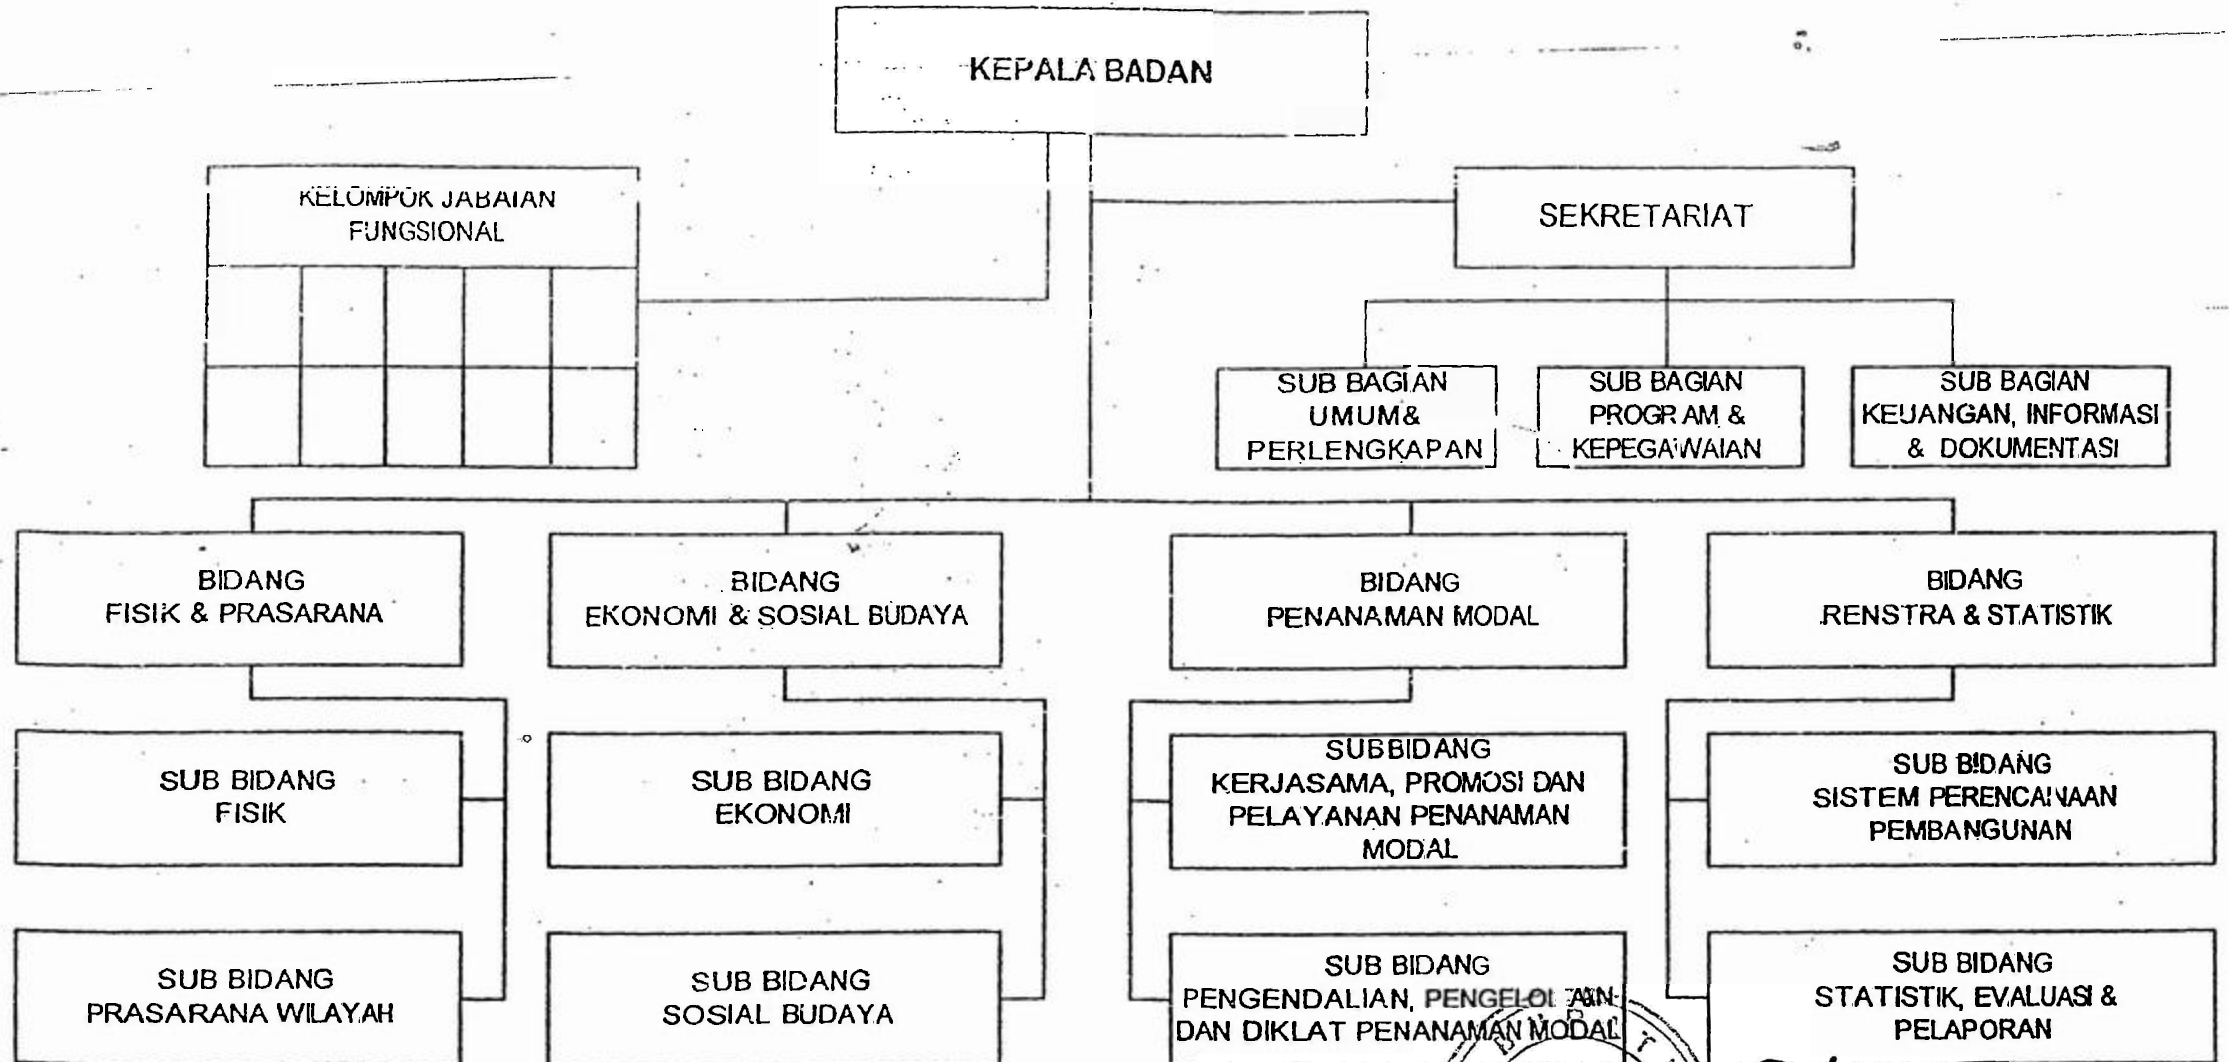 KEPALA BADAN
KELOMPOK JABATAN
FUNGSIONAL
SEKRETARIAT
SUB BAGIAN
UMUM&
PERLENGKAPAN
SUB BAGIAN
PROGRAM &
KEPEGAWAIAN
SUB BAGIAN
KEUANGAN, INFORMASI
& DOKUMENTASI
BIDANG
FISIK & PRASARANA
BIDANG
EKONOMI & SOSIAL BUDAYA
BIDANG
PENANAMAN MODAL
BIDANG
RENSTRA & STATISTIK
SUB BIDANG
FISIK
SUB BIDANG
EKONOMI
SUBBIDANG
KERJASAMA, PROMOSI DAN
PELAYANAN PENANAMAN
MODAL
SUB BIDANG
SISTEM PERENCANAAN
PEMBANGUNAN
SUB BIDANG
PRASARANA WILAYAH
SUB BIDANG
SOSIAL BUDAYA
SUB BIDANG
PENGENDALIAN, PENGELOLAAN
DAN DIKLAT PENANAMAN MODAL
SUB BIDANG
STATISTIK, EVALUASI &
PELAPORAN